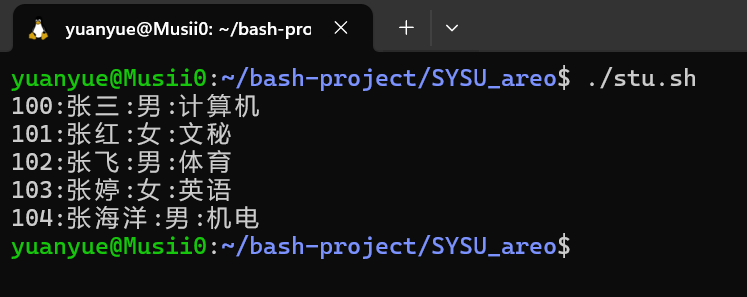 yuanyue@Musii0: ~/bash-pro
yuanyue@Musii0:~/bash-project/SYSU_areo$ ./stu.sh
100:张三:男:计算机
101:张红:女:文秘
102:张飞:男:体育
103:张婷:女:英语
104:张海洋:男:机电
yuanyue@Musii0:~/bash-project/SYSU_areo$